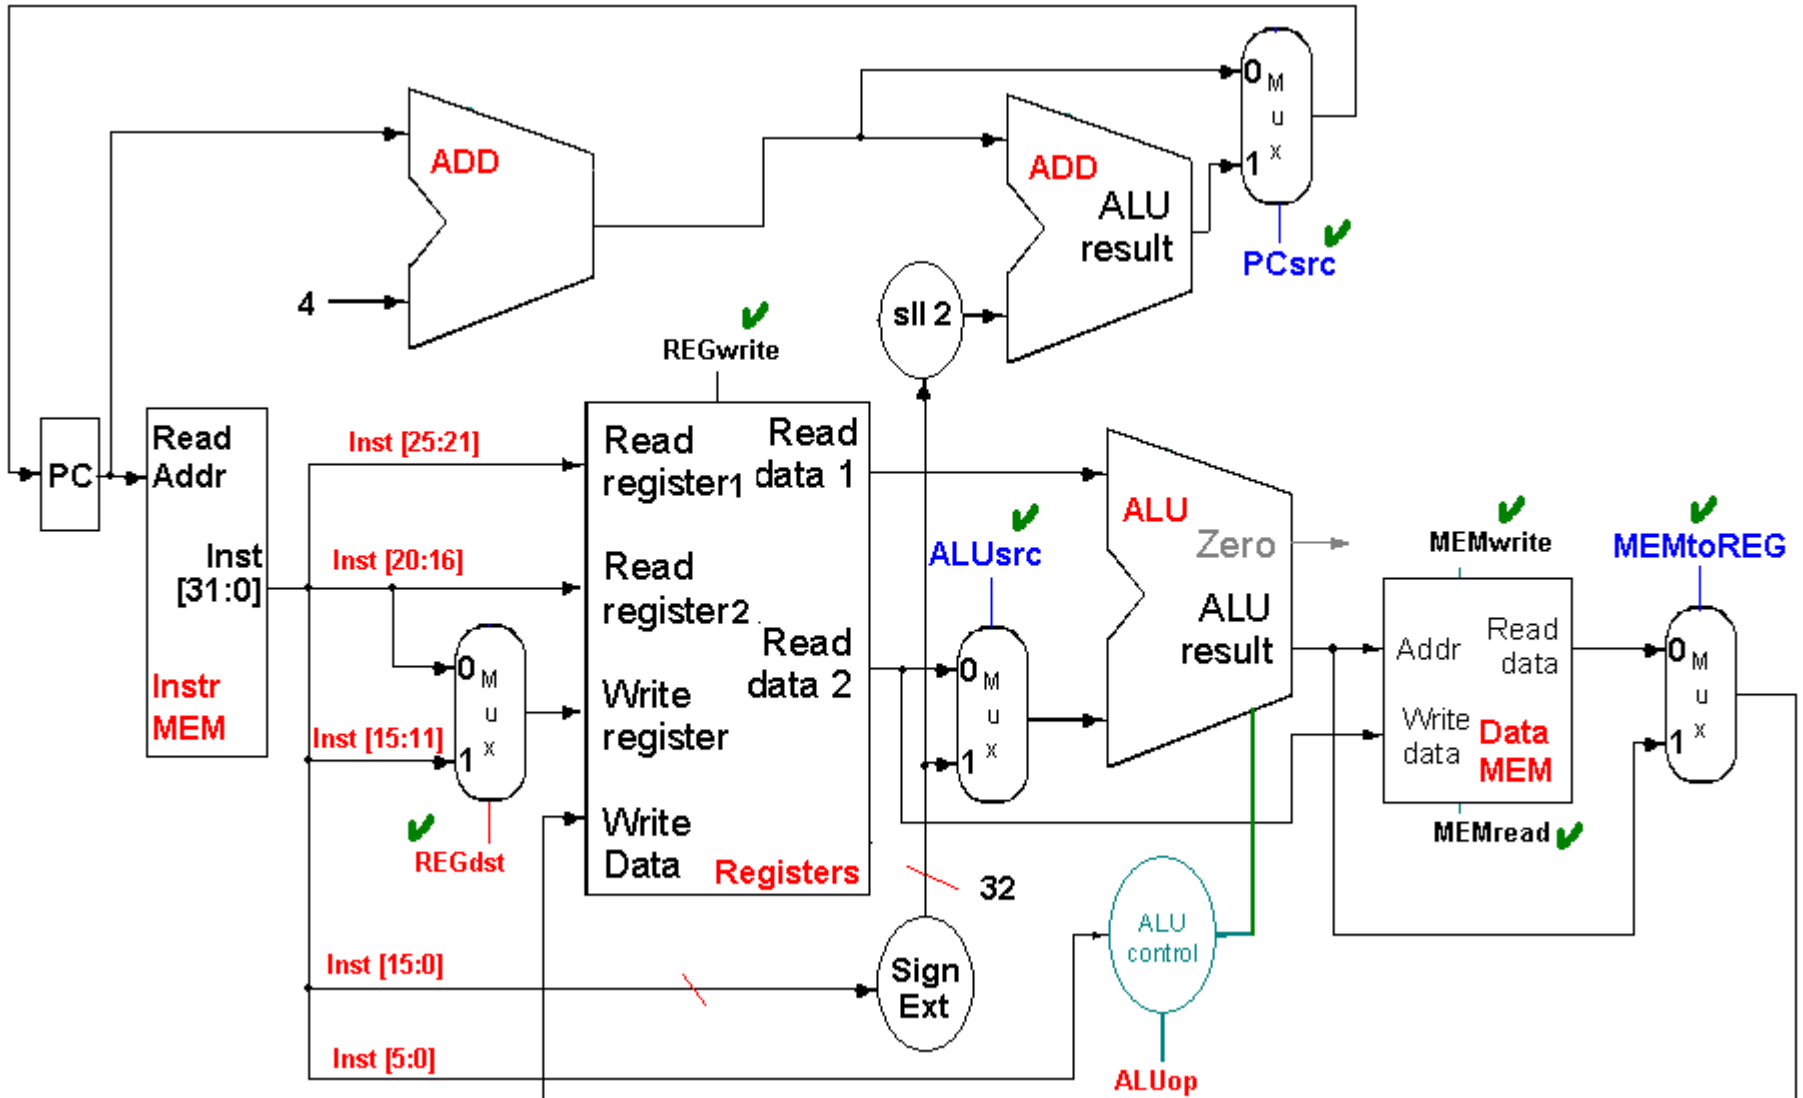 0
M
u
x
1
PCsrc
ADD
4
ADD
ALU
result
sll 2
REGwrite
PC
Read
Addr
Inst
[31:0]
Instr
MEM
Inst [25:21]
Inst [20:16]
Inst [15:11]
0
M
u
x
1
REGdst
Read
register1
Read
data 1
Read
register2
Read
data 2
Write
register
Write
Data
Registers
ALUsrc
0
M
u
x
1
ALU
Zero
ALU
result
MEMwrite
Addr
Read
data
Write
data
Data
MEM
MEMread
MEMtoREG
0
M
u
x
1
32
Inst [15:0]
Sign
Ext
Inst [5:0]
ALU
control
ALUop